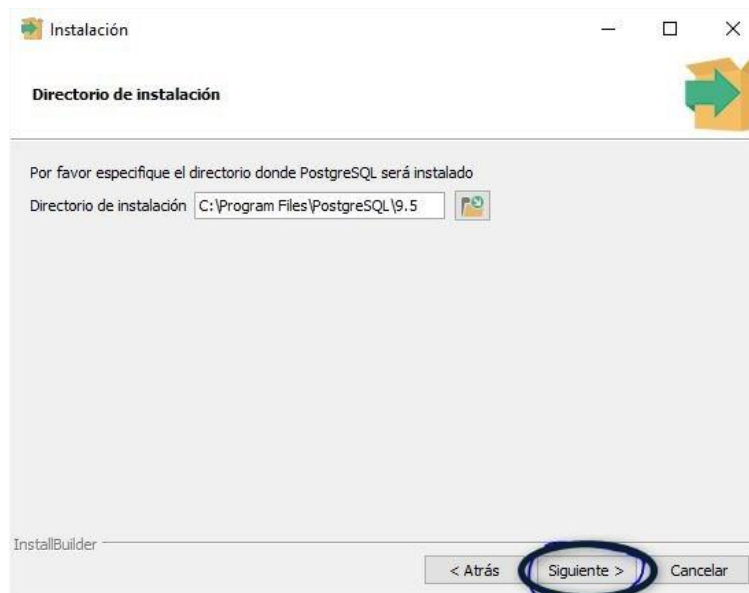 Instalación
Directorio de instalación
Por favor especifique el directorio donde PostgreSQL será instalado
Directorio de instalación C:\Program Files\PostgreSQL\9.5
InstallBuilder
< Atrás Siguiente > Cancelar